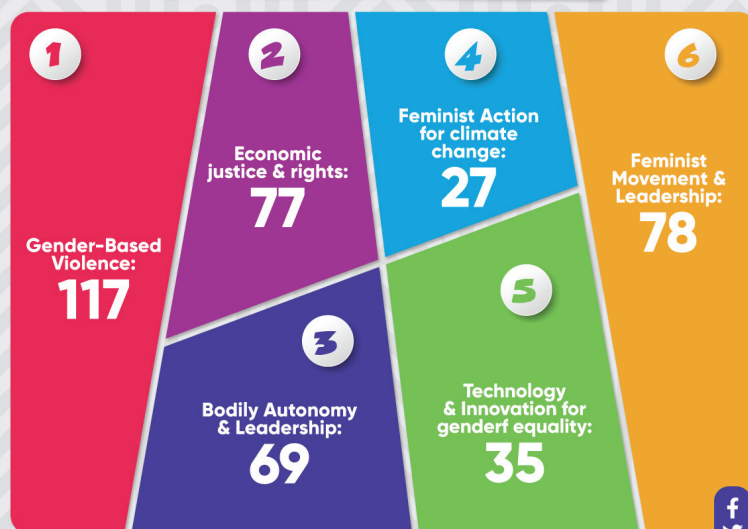 1
Gender-Based
Violence:
117
2
Economic
justice & rights:
77
3
Bodily Autonomy
& Leadership:
69
4
Feminist Action
for climate
change:
27
5
Technology
& Innovation for
genderf equality:
35
6
Feminist
Movement &
Leadership:
78
f